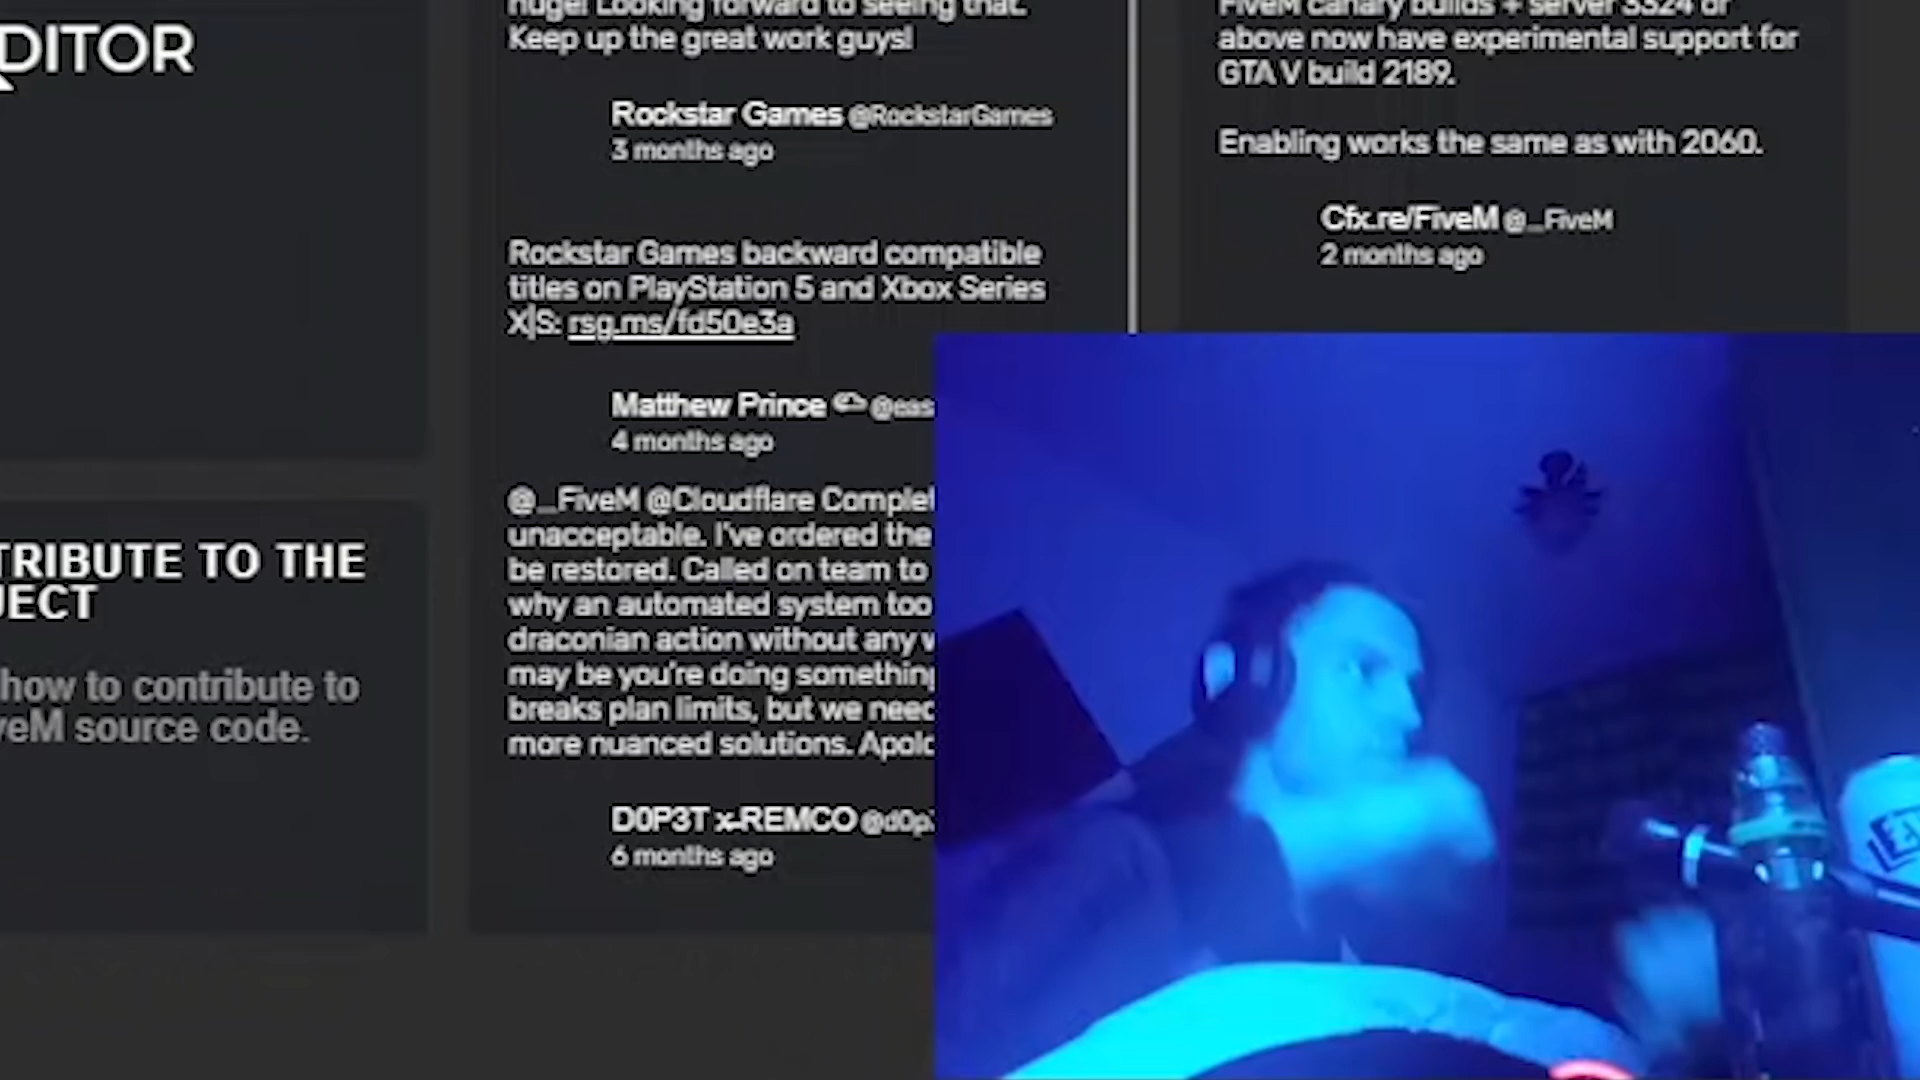 DITOR
TRIBUTE TO THE
JECT
how to contribute to
veM source code.
huge! Looking forward to seeing that.
Keep up the great work guys!
Rockstar Games @RockstarGames
3 months ago
Rockstar Games backward compatible
titles on PlayStation 5 and Xbox Series
X|S: rsg.ms/fd50e3a
Matthew Prince @eas
4 months ago
@_FiveM @Cloudflare Complet
unacceptable. I've ordered the
be restored. Called on team to
why an automated system too
draconian action without any
may be you're doing something
breaks plan limits, but we need
more nuanced solutions. Apolo
D0P3T x-REMCO @d0p
6 months ago
FiveM canary builds + server 3324 or
above now have experimental support for
GTA V build 2189.
Enabling works the same as with 2060.
Cfx.re/FiveM @_FiveM
2 months ago